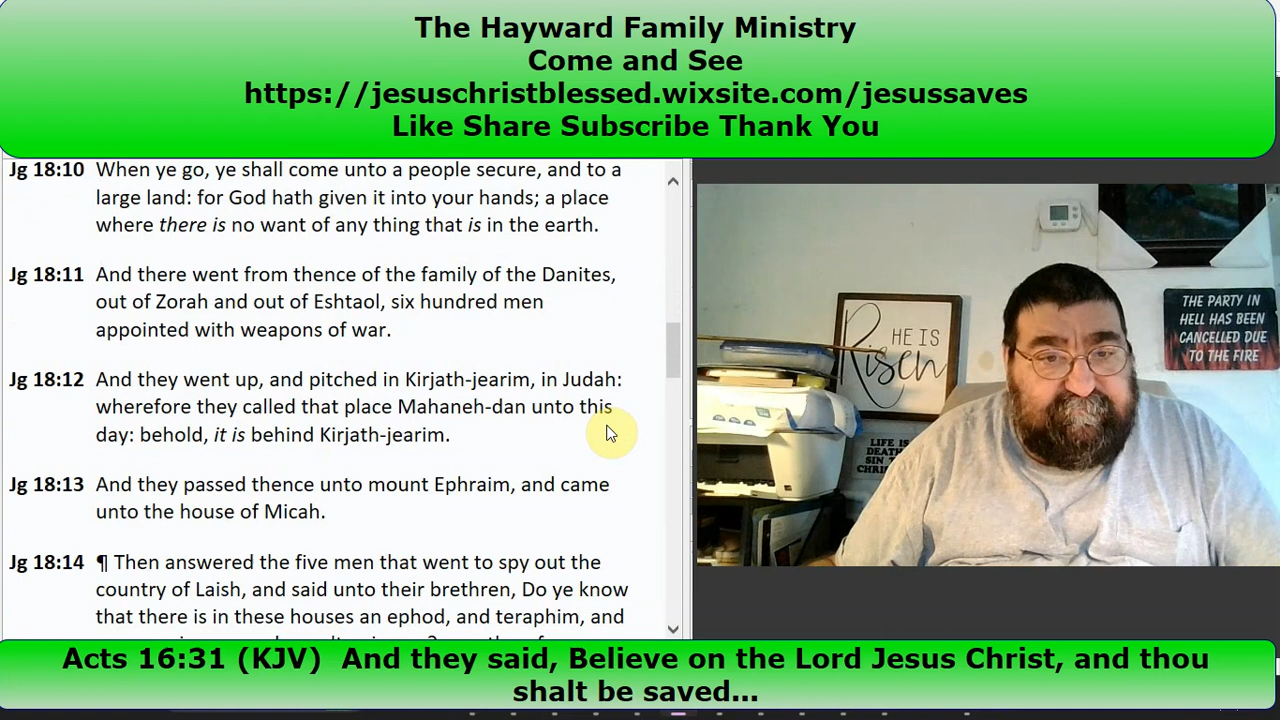 The Hayward Family Ministry
Come and See
https://jesuschristblessed.wixsite.com/jesussaves
Like Share Subscribe Thank You
Jg 18:10 When ye go, ye shall come unto a people secure, and to a
large land: for God hath given it into your hands; a place
where there is no want of any thing that is in the earth.
Jg 18:11 And there went from thence of the family of the Danites,
out of Zorah and out of Eshtaol, six hundred men
appointed with weapons of war.
Jg 18:12 And they went up, and pitched in Kirjath-jearim, in Judah:
wherefore they called that place Mahaneh-dan unto this
day: behold, it is behind Kirjath-jearim.
Jg 18:13 And they passed thence unto mount Ephraim, and came
unto the house of Micah.
Jg 18:14 ¶ Then answered the five men that went to spy out the
country of Laish, and said unto their brethren, Do ye know
that there is in these houses an ephod, and teraphim, and
HE IS
Risen
THE PARTY IN
HELL HAS BEEN
CANCELLED DUE
TO THE FIRE
LIFE IS
DEATH
SIN
CHRI
Acts 16:31 (KJV) And they said, Believe on the Lord Jesus Christ, and thou
shalt be saved...